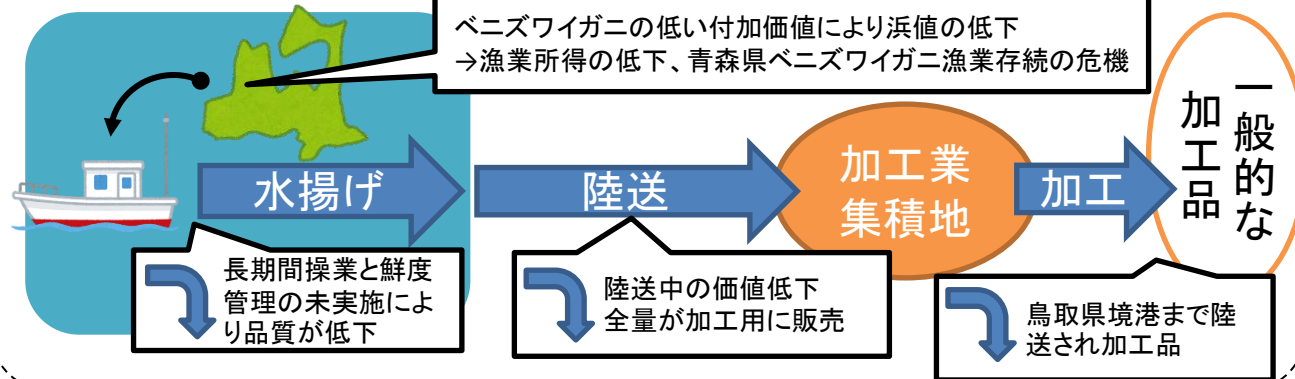 ベニズワイガニの低い付加価値により浜値の低下
→漁業所得の低下、青森県ベニズワイガニ漁業存続の危機
水揚げ
陸送
加工業
集積地
加工
一般的な
加工品
長期間操業と鮮度
管理の未実施によ
り品質が低下
陸送中の価値低下
全量が加工用に販売
鳥取県境港まで陸
送され加工品